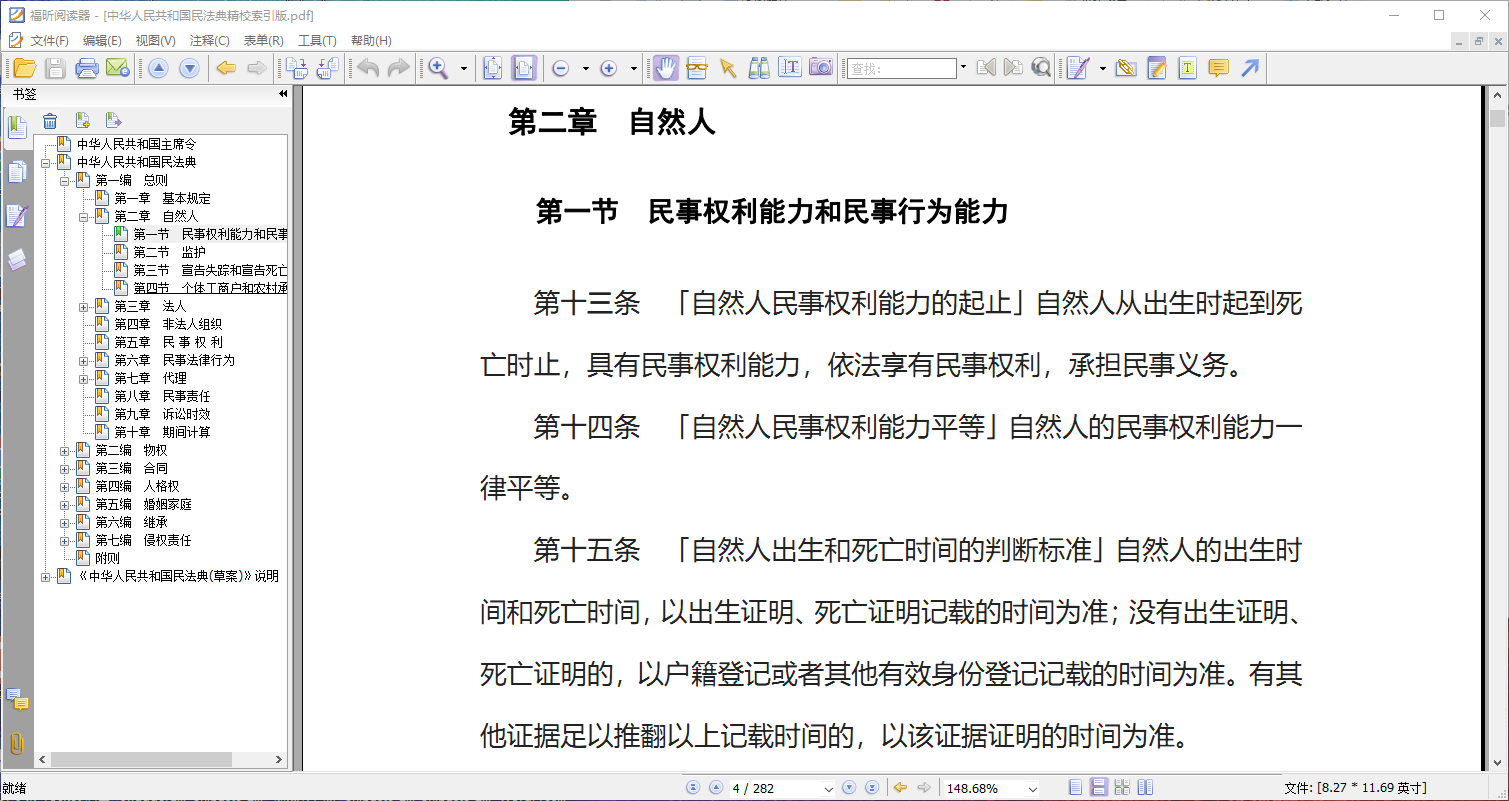 福昕阅读器 - [中华人民共和国民法典精校索引版.pdf]
文件(F) 编辑(E) 视图(V) 注释(C) 表单(R) 工具(T) 帮助(H)
查找:
书签
中华人民共和国主席令
中华人民共和国民法典
第一编 总则
第一章 基本规定
第二章 自然人
第一节 民事权利能力和民事
第二节 监护
第三节 宣告失踪和宣告死亡
第四节 个体工商户和农村承
第三章 法人
第四章 非法人组织
第五章 民 事 权 利
第六章 民事法律行为
第七章 代理
第八章 民事责任
第九章 诉讼时效
第十章 期间计算
第二编 物权
第三编 合同
第四编 人格权
第五编 婚姻家庭
第六编 继承
第七编 侵权责任
附则
《中华人民共和国民法典(草案)》说明
第二章 自然人
第一节 民事权利能力和民事行为能力
第十三条 「自然人民事权利能力的起止」自然人从出生时起到死
亡时止，具有民事权利能力，依法享有民事权利，承担民事义务。
第十四条 「自然人民事权利能力平等」自然人的民事权利能力一
律平等。
第十五条 「自然人出生和死亡时间的判断标准」自然人的出生时
间和死亡时间，以出生证明、死亡证明记载的时间为准；没有出生证明、
死亡证明的，以户籍登记或者其他有效身份登记记载的时间为准。有其
他证据足以推翻以上记载时间的，以该证据证明的时间为准。
就绪
4 / 282
148.68%
文件: [8.27 * 11.69 英寸]